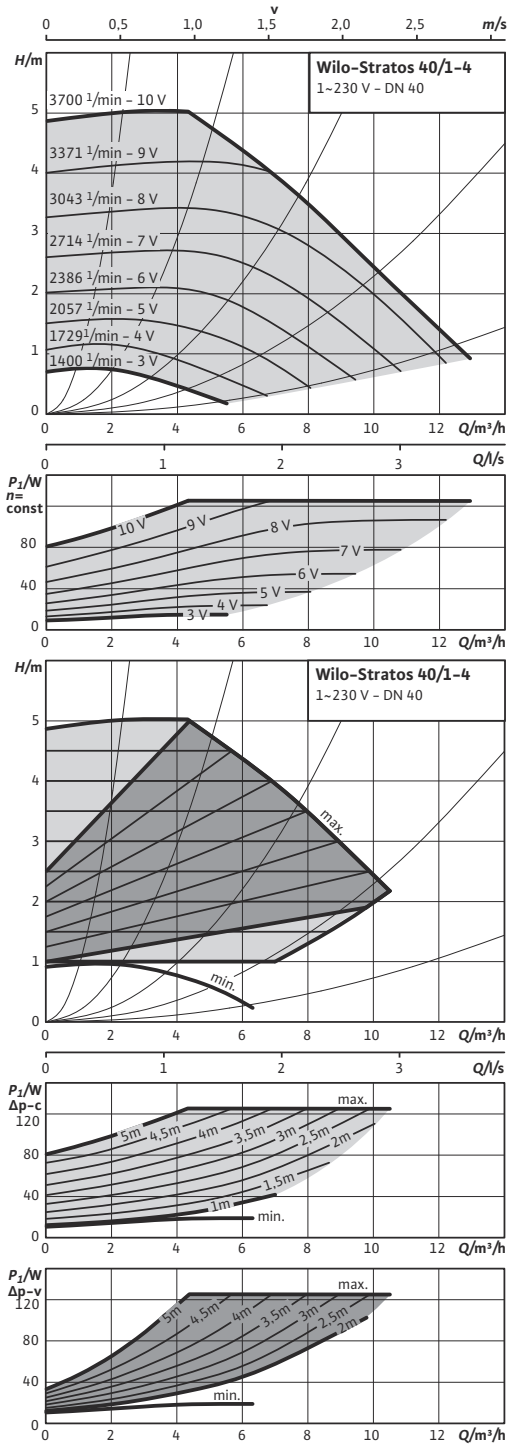 v
0 0,5 1,0 1,5 2,0 2,5 m/s
H/m
Wilo-Stratos 40/1-4
1~230 V - DN 40
3700 1/min - 10 V
5
3371 1/min - 9 V
4
3043 1/min - 8 V
3
2714 1/min - 7 V
2386 1/min - 6 V
2
2057 1/min - 5 V
1729 1/min - 4 V
1
1400 1/min - 3 V
0
0 2 4 6 8 10 12 Q/m³/h
0 1 2 3 Q/l/s
P1/W
n=
const
10 V 9 V 8 V
80
7 V
6 V
40
5 V
4 V
3 V
0
0 2 4 6 8 10 12 Q/m³/h
H/m
Wilo-Stratos 40/1-4
1~230 V - DN 40
5
4
max.
3
2
1
min.
0
0 2 4 6 8 10 12 Q/m³/h
0 1 2 3 Q/l/s
P1/W
Δp-c
max.
120
5m 4,5m 4m 3,5m 3m 2,5m 2m
80
1,5m
40
1m
min.
0
0 2 4 6 8 10 12 Q/m³/h
P1/W
Δp-v
max.
120
5m 4,5m 4m 3,5m 3m 2,5m 2m
80
40
min.
0
0 2 4 6 8 10 12 Q/m³/h